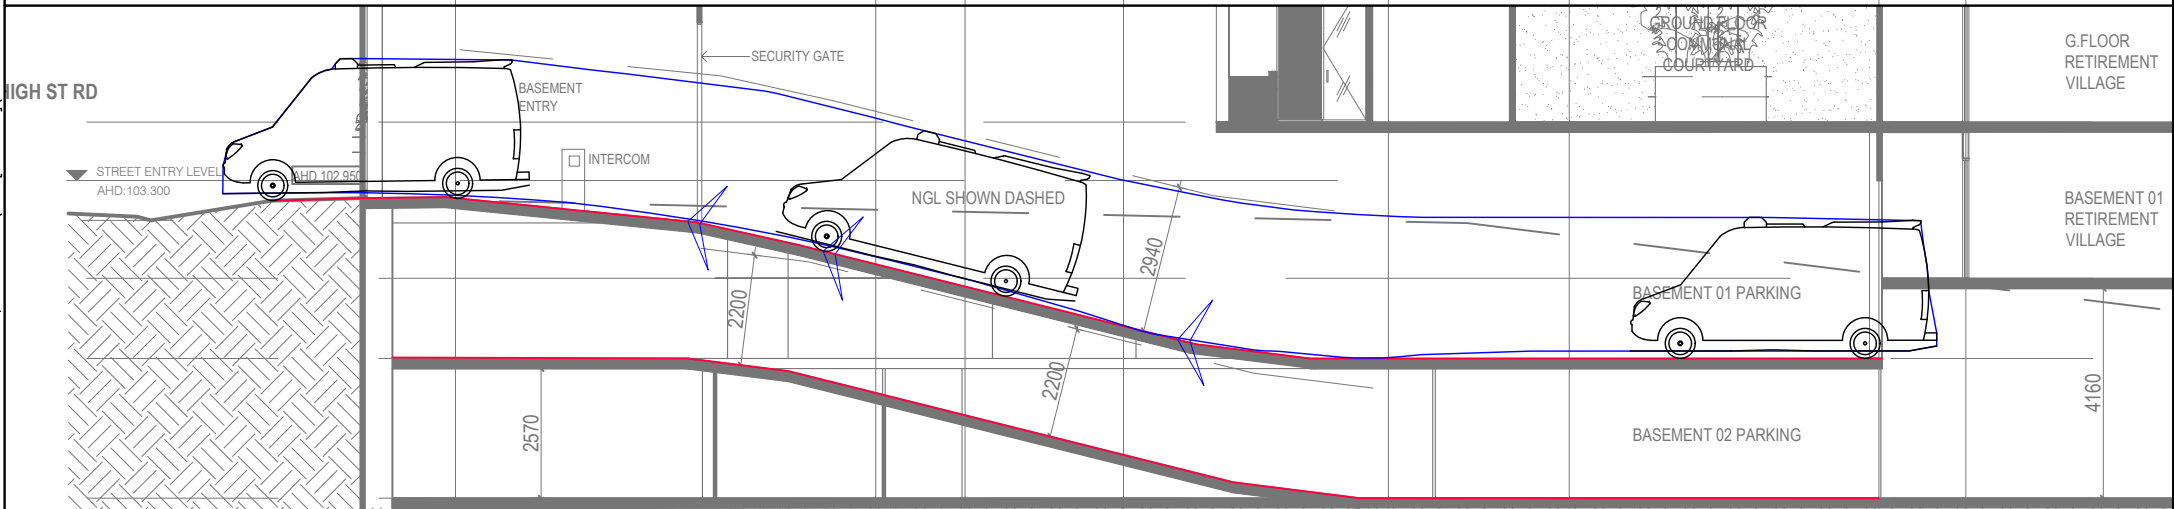 HIGH ST RD
STREET ENTRY LEVEL
AHD:103.300
AHD 102.950
BASEMENT
ENTRY
INTERCOM
SECURITY GATE
NGL SHOWN DASHED
2200
2570
2200
2940
GROUND FLOOR
COMMUNAL
COURTYARD
BASEMENT 01 PARKING
BASEMENT 02 PARKING
G.FLOOR
RETIREMENT
VILLAGE
BASEMENT 01
RETIREMENT
VILLAGE
4160